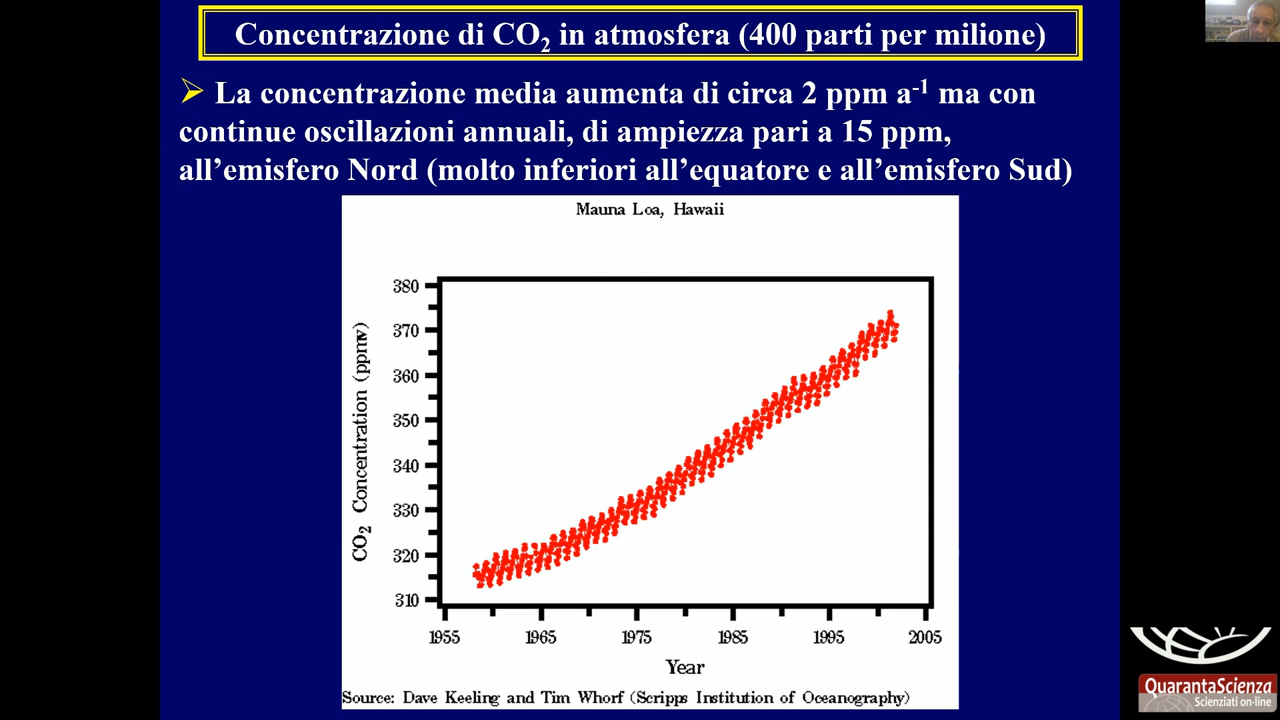 Concentrazione di CO2 in atmosfera (400 parti per milione)
➢ La concentrazione media aumenta di circa 2 ppm a-1 ma con
continue oscillazioni annuali, di ampiezza pari a 15 ppm,
all'emisfero Nord (molto inferiori all'equatore e all'emisfero Sud)
Mauna Loa, Hawaii
CO2 Concentration (ppmv)
380
370
360
350
340
330
320
310
1955 1965 1975 1985 1995 2005
Year
Source: Dave Keeling and Tim Whorf (Scripps Institution of Oceanography)
QuarantaScienza
Scienziati on-line